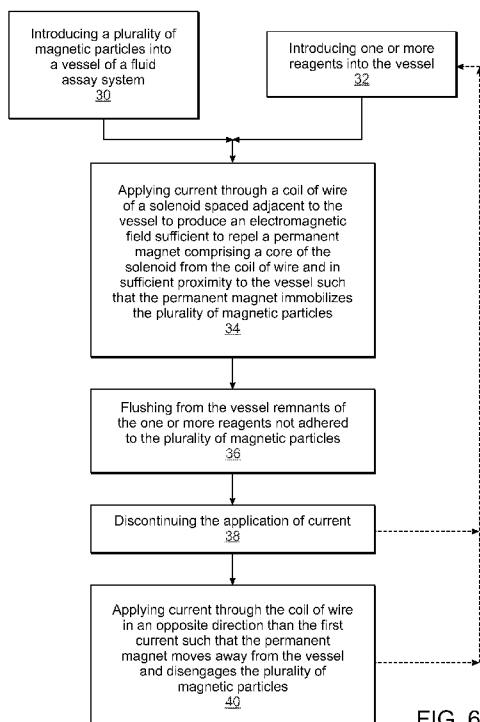 Introducing a plurality of
magnetic particles into
a vessel of a fluid
assay system
30
Introducing one or more
reagents into the vessel
32
Applying current through a coil of wire
of a solenoid spaced adjacent to the
vessel to produce an electromagnetic
field sufficient to repel a permanent
magnet comprising a core of the
solenoid from the coil of wire and in
sufficient proximity to the vessel such
that the permanent magnet immobilizes
the plurality of magnetic particles
34
Flushing from the vessel remnants of
the one or more reagents not adhered
to the plurality of magnetic particles
36
Discontinuing the application of current
38
Applying current through the coil of wire
in an opposite direction than the first
current such that the permanent
magnet moves away from the vessel
and disengages the plurality of
magnetic particles
40
FIG. 6